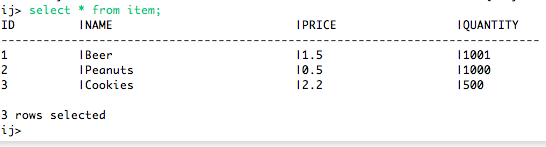 ij> select * from item;
ID |NAME |PRICE |QUANTITY
--------------------------------------------------------------------------
1 |Beer |1.5 |1001
2 |Peanuts |0.5 |1000
3 |Cookies |2.2 |500
3 rows selected
ij>